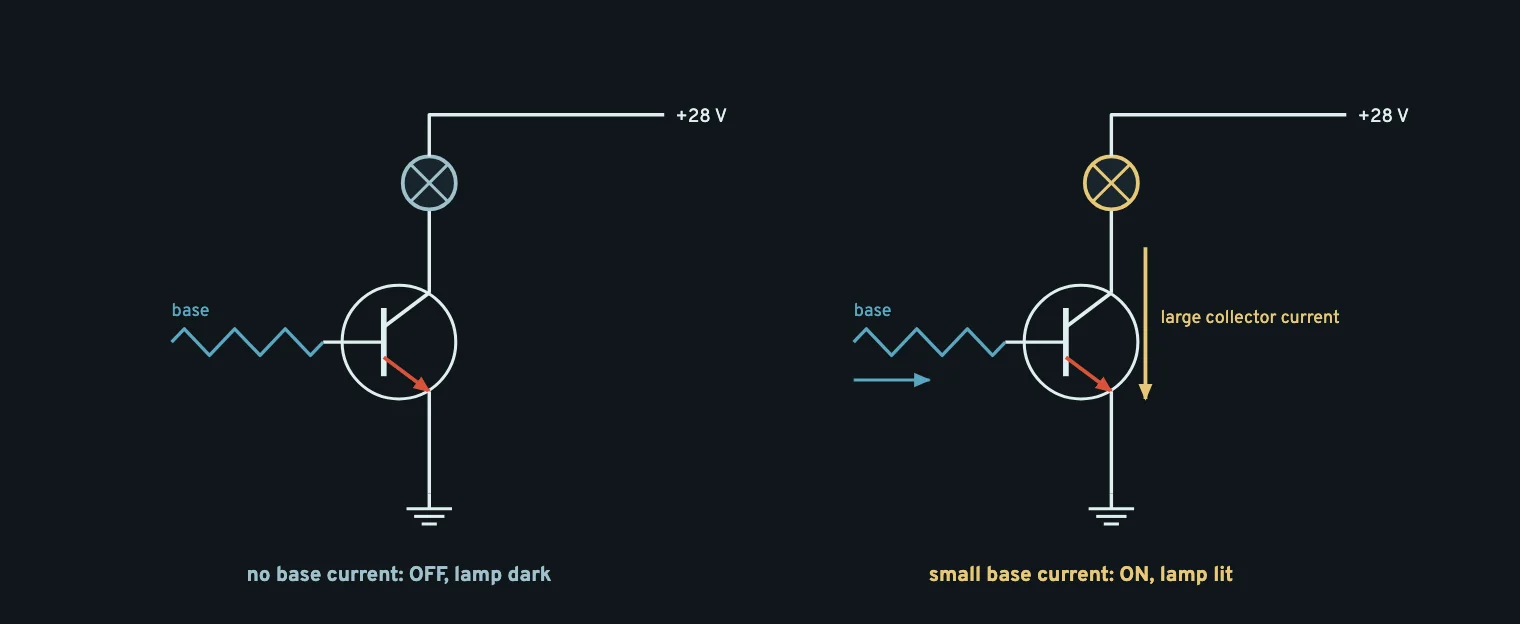 +28 V
+28 V
base
base
large collector current
no base current: OFF, lamp dark
small base current: ON, lamp lit